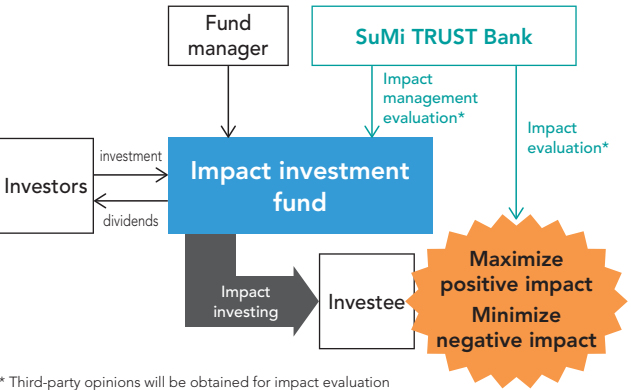 Fund
manager
SuMi TRUST Bank
Impact
management
evaluation*
Impact
evaluation*
Investors
investment
dividends
Impact investment
fund
Impact
investing
Investee
Maximize
positive impact
Minimize
negative impact
* Third-party opinions will be obtained for impact evaluation